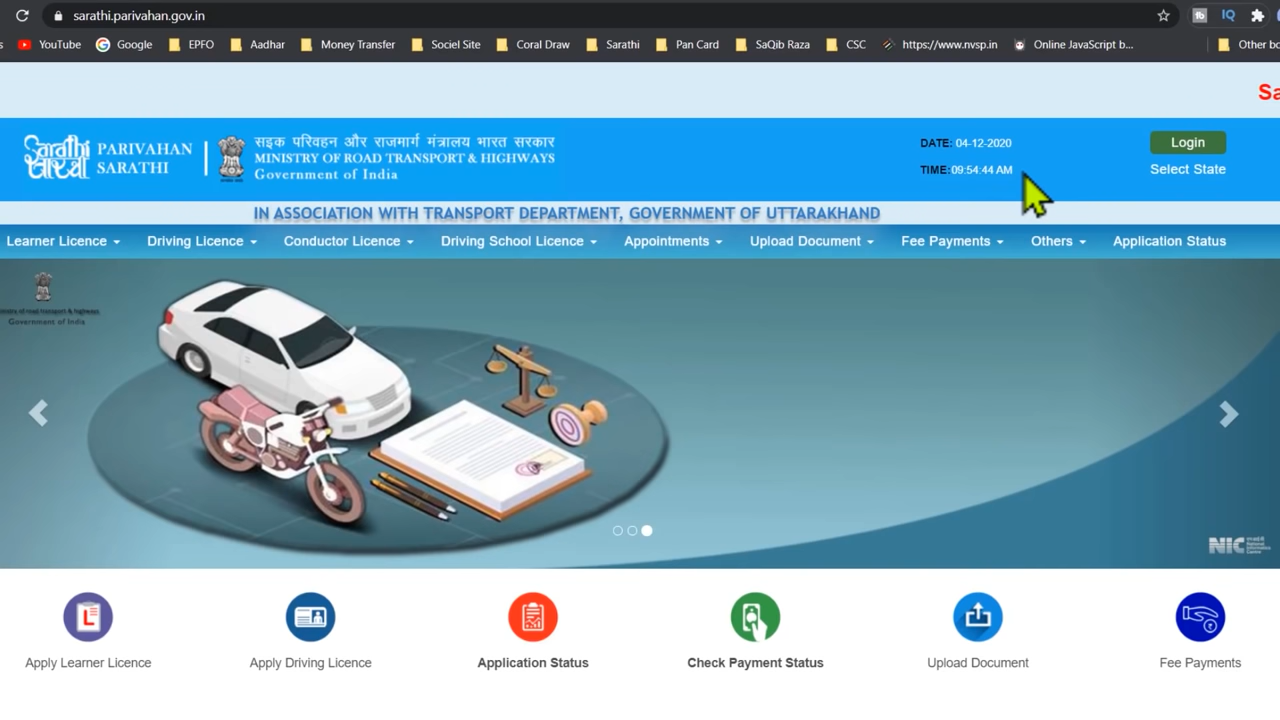 sarathi.parivahan.gov.in
YouTube Google EPFO Aadhar Money Transfer Sociel Site Coral Draw Sarathi Pan Card SaQib Raza CSC https://www.nvsp.in Online JavaScript b... Other bo
Sa
सारथी
PARIVAHAN
SARATHI
सड़क परिवहन और राजमार्ग मंत्रालय भारत सरकार
MINISTRY OF ROAD TRANSPORT & HIGHWAYS
Government of India
DATE: 04-12-2020
TIME:09:54:44 AM
Login
Select State
IN ASSOCIATION WITH TRANSPORT DEPARTMENT, GOVERNMENT OF UTTARAKHAND
Learner Licence Driving Licence Conductor Licence Driving School Licence Appointments Upload Document Fee Payments Others Application Status
Government of India
NIC
Apply Learner Licence Apply Driving Licence Application Status Check Payment Status Upload Document Fee Payments